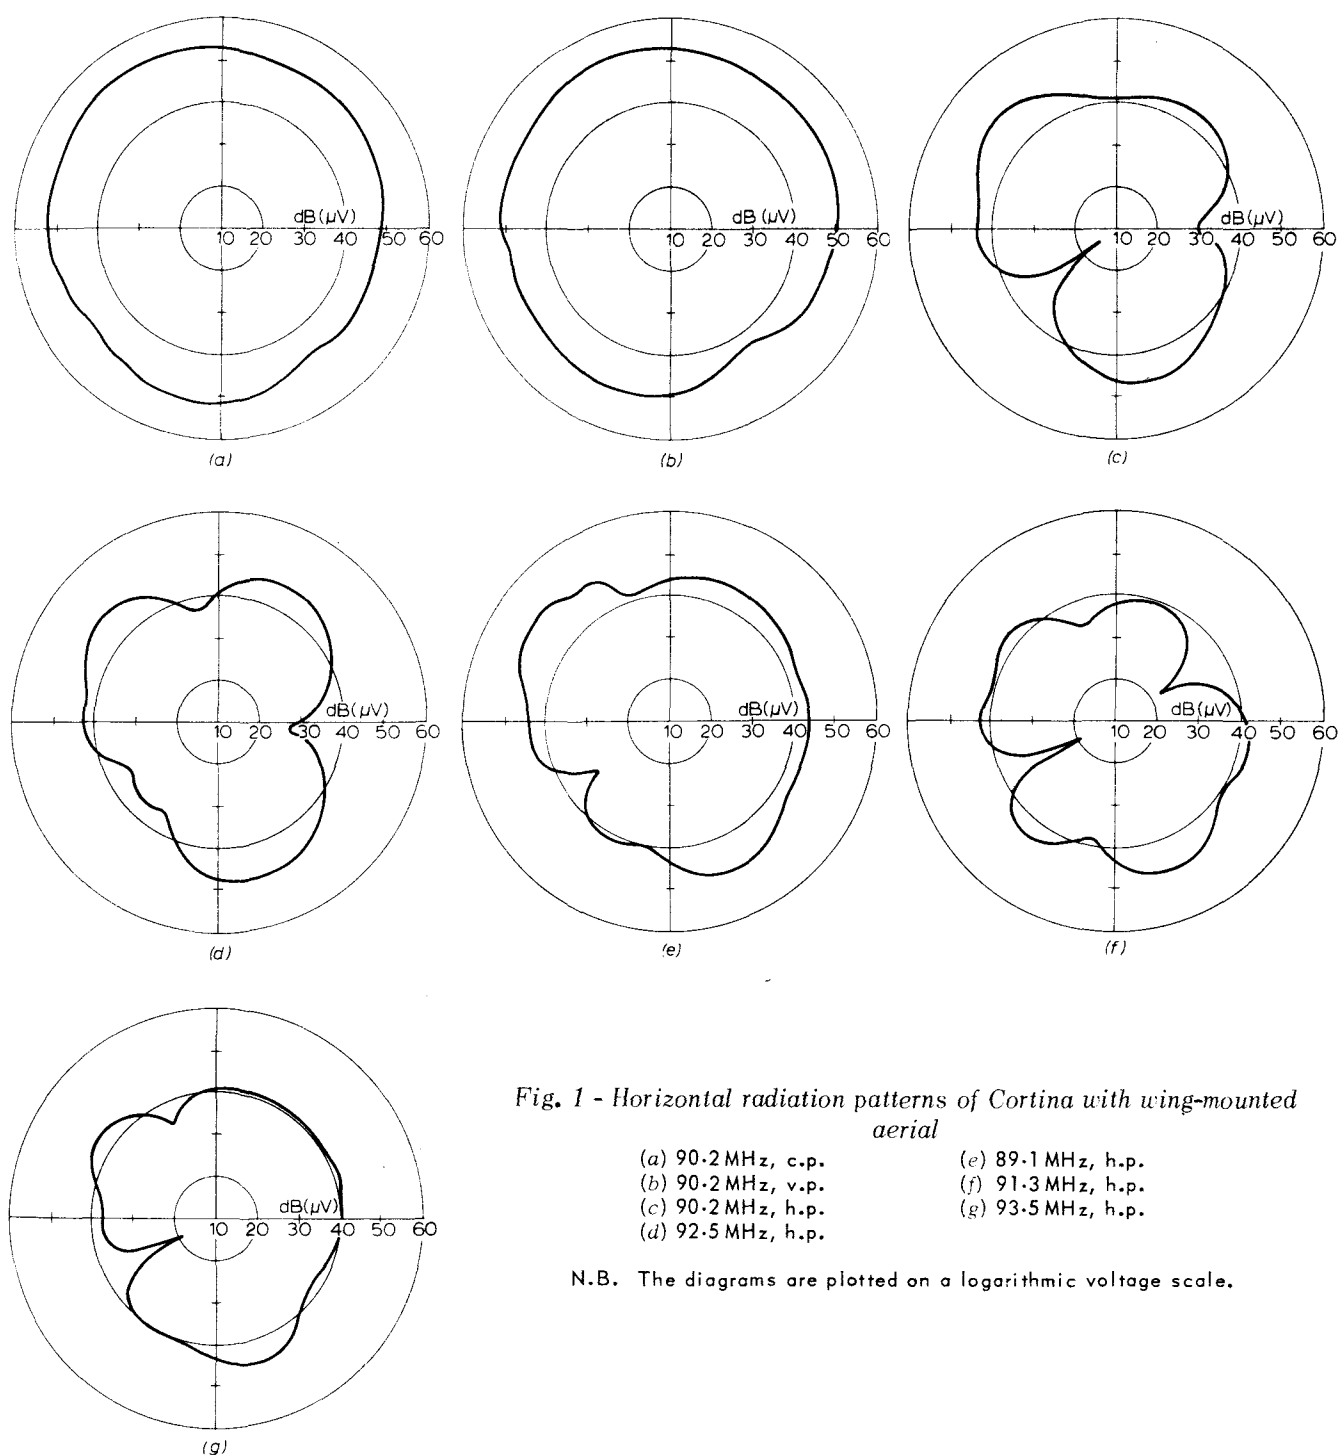 dB(μV)
10 20 30 40 50 60
(a)
dB(μV)
10 20 30 40 50 60
(b)
dB(μV)
10 20 30 40 50 60
(c)
dB(μV)
10 20 30 40 50 60
(d)
dB(μV)
10 20 30 40 50 60
(e)
dB(μV)
10 20 30 40 50 60
(f)
dB(μV)
10 20 30 40 50 60
(g)
Fig. 1 - Horizontal radiation patterns of Cortina with wing-mounted
aerial
(a) 90·2 MHz, c.p.
(b) 90·2 MHz, v.p.
(c) 90·2 MHz, h.p.
(d) 92·5 MHz, h.p.
(e) 89·1 MHz, h.p.
(f) 91·3 MHz, h.p.
(g) 93·5 MHz, h.p.
N.B. The diagrams are plotted on a logarithmic voltage scale.